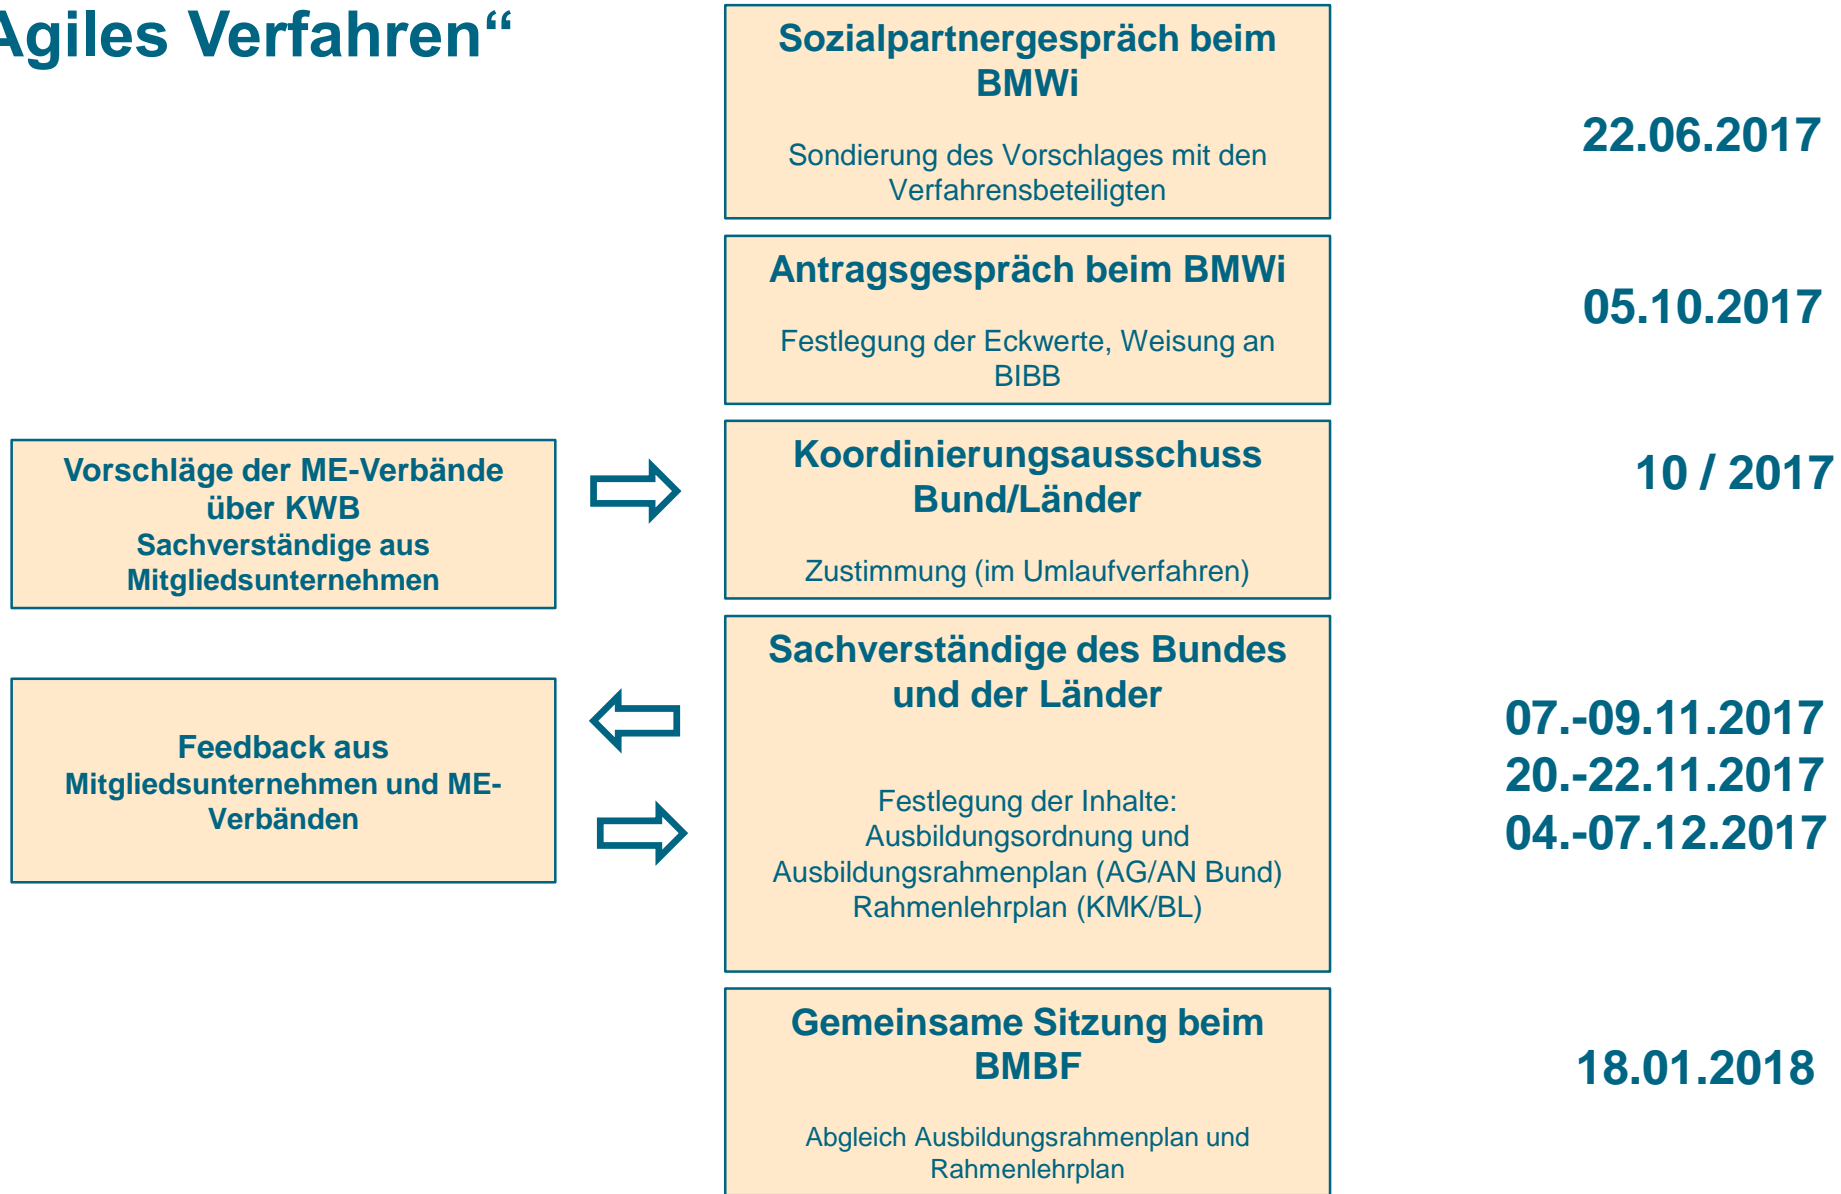 Agiles Verfahren“
Sozialpartnergespräch beim
BMWi
Sondierung des Vorschlages mit den
Verfahrensbeteiligten
22.06.2017
Antragsgespräch beim BMWi
Festlegung der Eckwerte, Weisung an
BIBB
05.10.2017
Vorschläge der ME-Verbände
über KWB
Sachverständige aus
Mitgliedsunternehmen
Koordinierungsausschuss
Bund/Länder
Zustimmung (im Umlaufverfahren)
10 / 2017
Feedback aus
Mitgliedsunternehmen und ME-
Verbänden
Sachverständige des Bundes
und der Länder
Festlegung der Inhalte:
Ausbildungsordnung und
Ausbildungsrahmenplan (AG/AN Bund)
Rahmenlehrplan (KMK/BL)
07.-09.11.2017
20.-22.11.2017
04.-07.12.2017
Gemeinsame Sitzung beim
BMBF
Abgleich Ausbildungsrahmenplan und
Rahmenlehrplan
18.01.2018